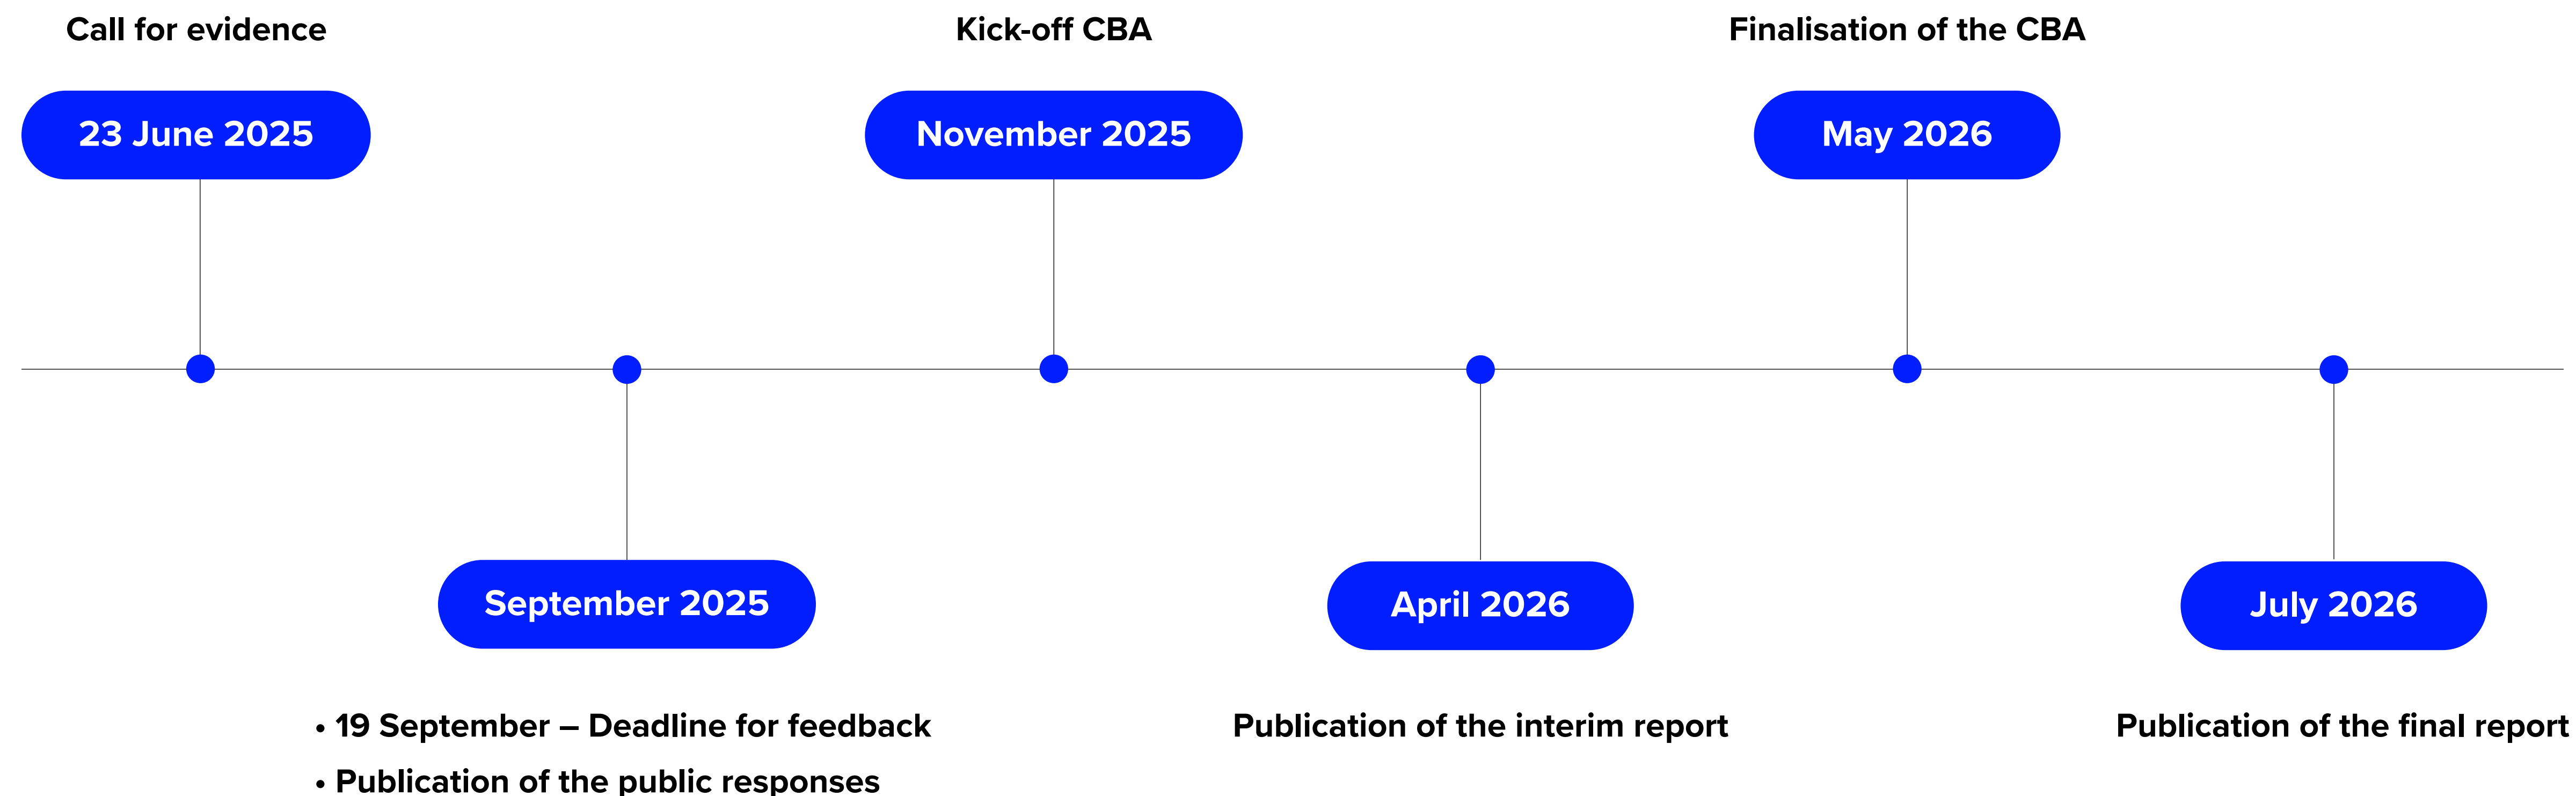 Call for evidence
Kick-off CBA
Finalisation of the CBA
23 June 2025
November 2025
May 2026
September 2025
April 2026
July 2026
• 19 September – Deadline for feedback
Publication of the interim report
Publication of the final report
• Publication of the public responses